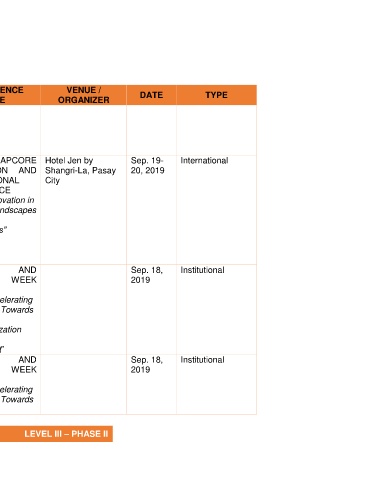 ENCE VENUE / DATE TYPE
E ORGANIZER
APCORE Hotel Jen by Sep. 19- International
ON AND Shangri-La, Pasay 20, 2019
ONAL City
CE
ovation in
ndscapes
s"
AND Sep. 18, Institutional
WEEK 2019
elerating
Towards
zation
f"
AND Sep. 18, Institutional
WEEK 2019
elerating
Towards
LEVEL III – PHASE II